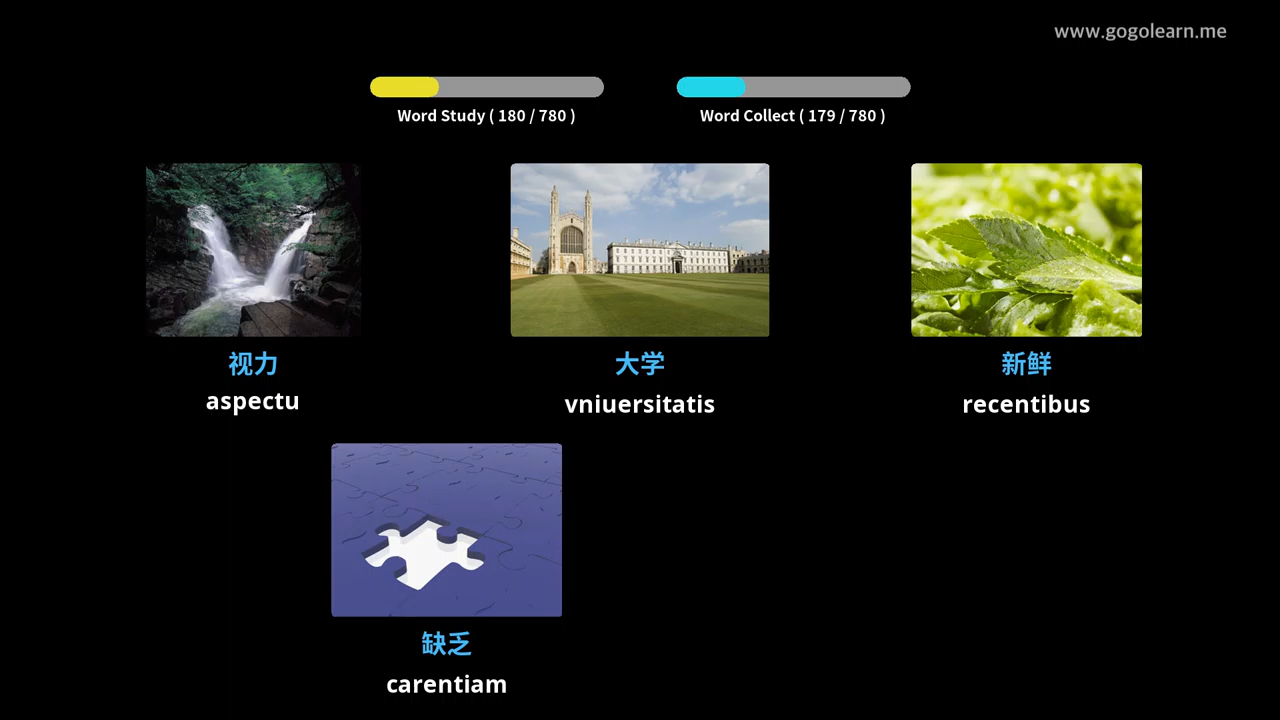 www.gogolearn.me
Word Study ( 180 / 780 )
Word Collect ( 179 / 780 )
视力
aspectu
大学
vniuersitatis
新鲜
recentibus
缺乏
carentiam